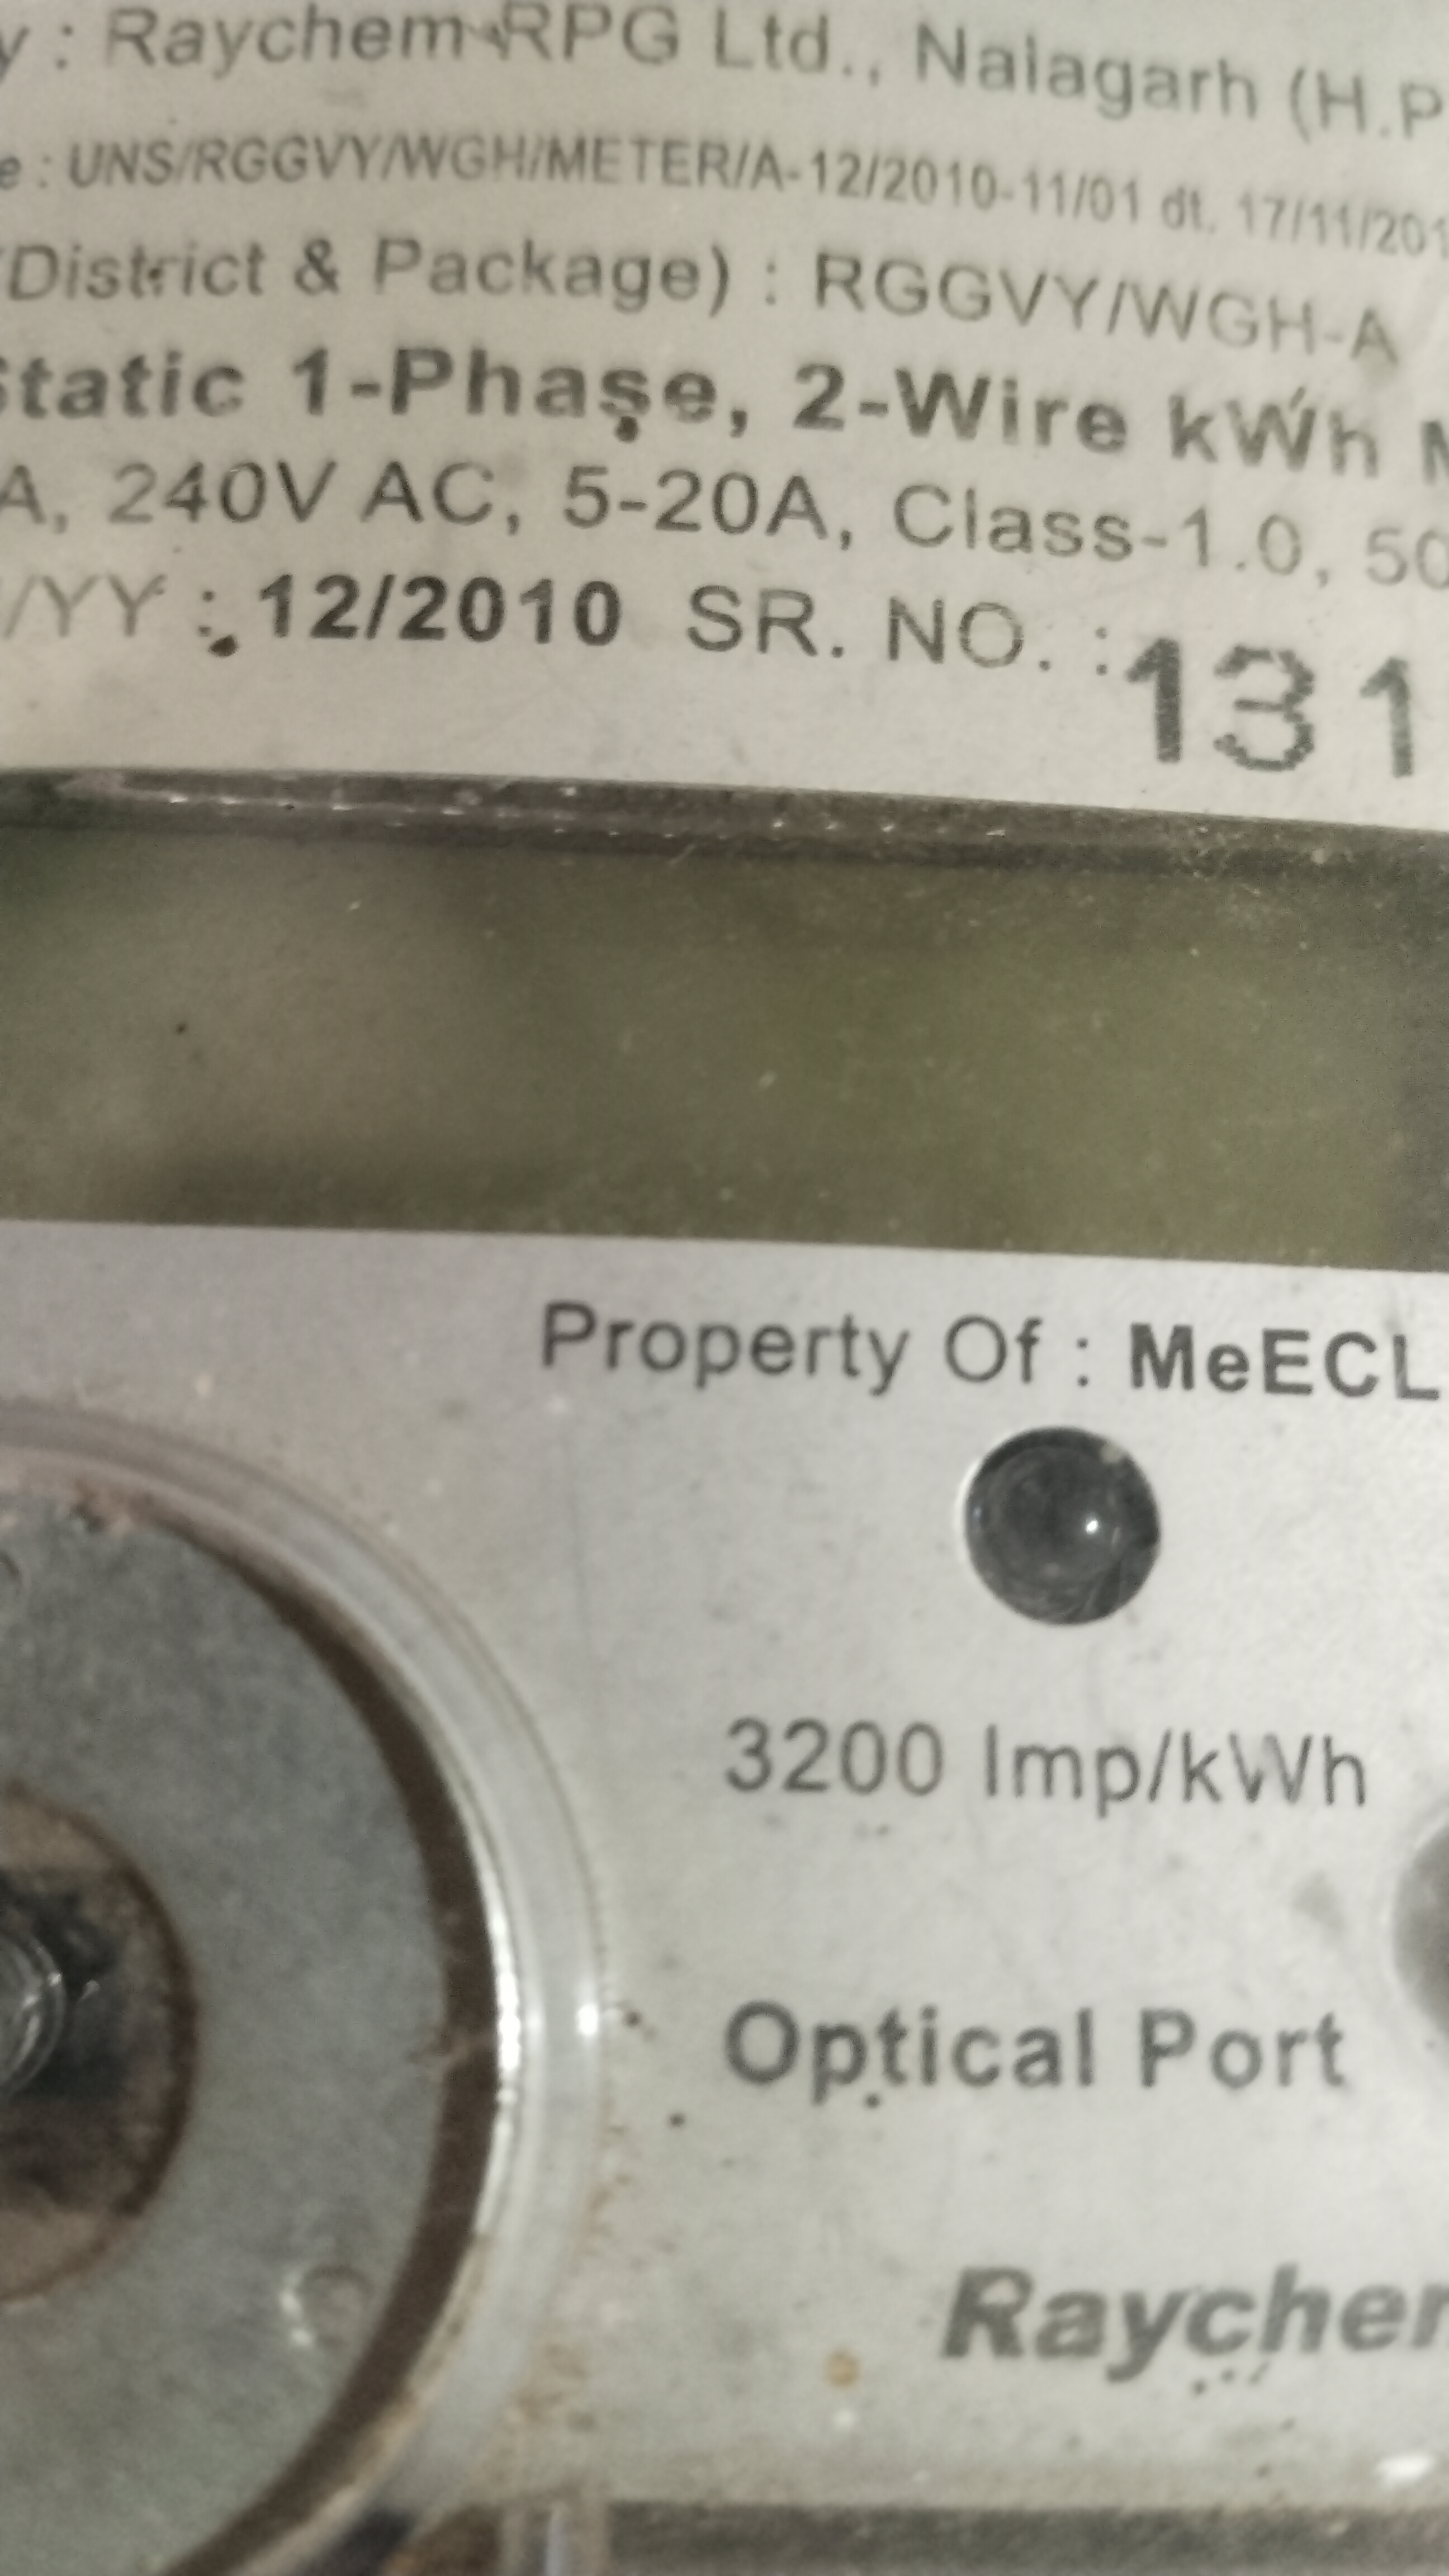 y : Raychem RPG Ltd., Nalagarh (H.P
e : UNS/RGGVY/WGH/METER/A-12/2010-11/01 dt. 17/11/201
(District & Package) : RGGVY/WGH-A
Static 1-Phase, 2-Wire kWh M
A, 240V AC, 5-20A, Class-1.0, 50
/YY : 12/2010 SR. NO. : 131
Property Of : MeECL
3200 Imp/kWh
Optical Port
Raychem